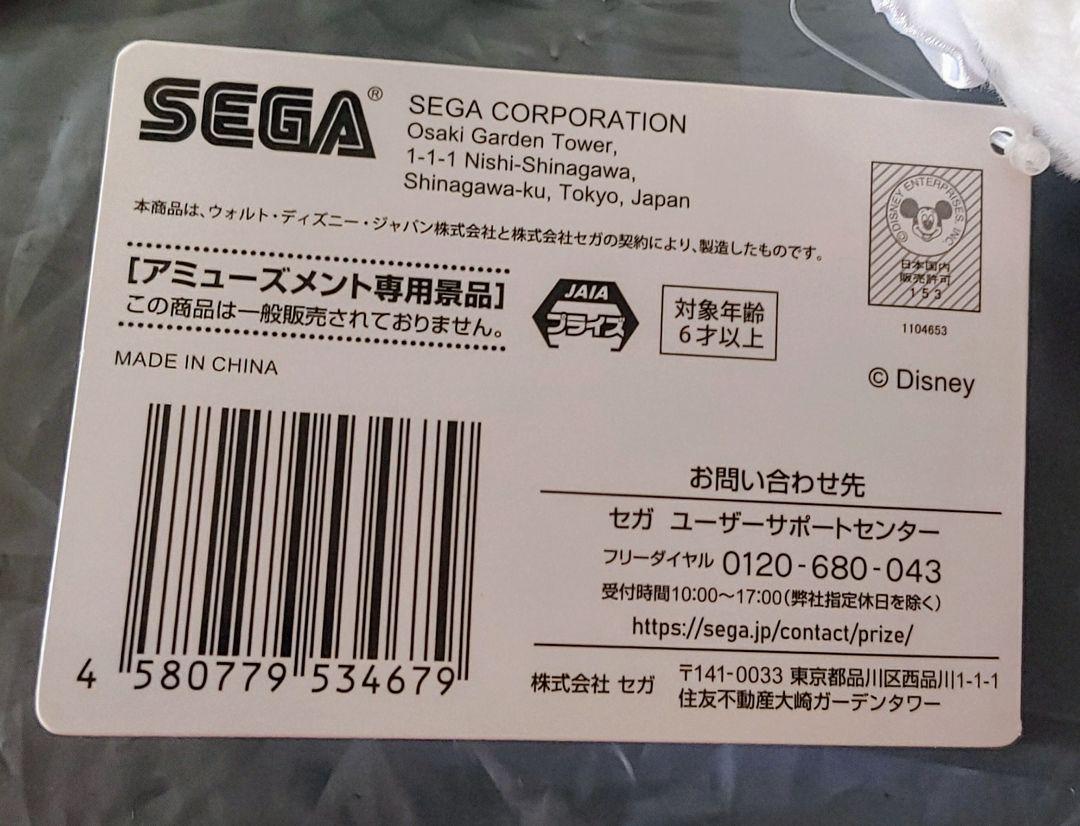 SEGA®
SEGA CORPORATION
Osaki Garden Tower,
1-1-1 Nishi-Shinagawa,
Shinagawa-ku, Tokyo, Japan
本商品は、ウォルト・ディズニー・ジャパン株式会社と株式会社セガの契約により、製造したものです。
[アミューズメント専用景品]
この商品は一般販売されておりません。
JAIA
プライズ
対象年齢
6才以上
©DISNEY ENTERPRISES INC.
日本国内
販売許可
153
1104653
© Disney
MADE IN CHINA
4 580779 534679
お問い合わせ先
セガ ユーザーサポートセンター
フリーダイヤル 0120-680-043
受付時間10:00～17:00(弊社指定休日を除く)
https://sega.jp/contact/prize/
株式会社 セガ
〒141-0033 東京都品川区西品川1-1-1
住友不動産大崎ガーデンタワー